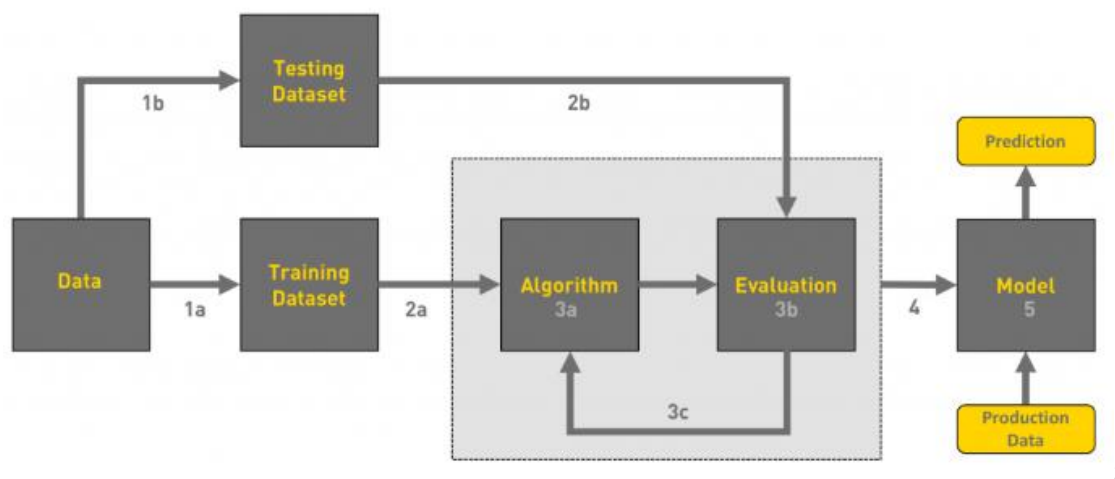 Testing
Dataset
1b
2b
Prediction
Data
Training
Dataset
Algorithm
3a
Evaluation
3b
Model
5
1a
2a
4
3c
Production
Data